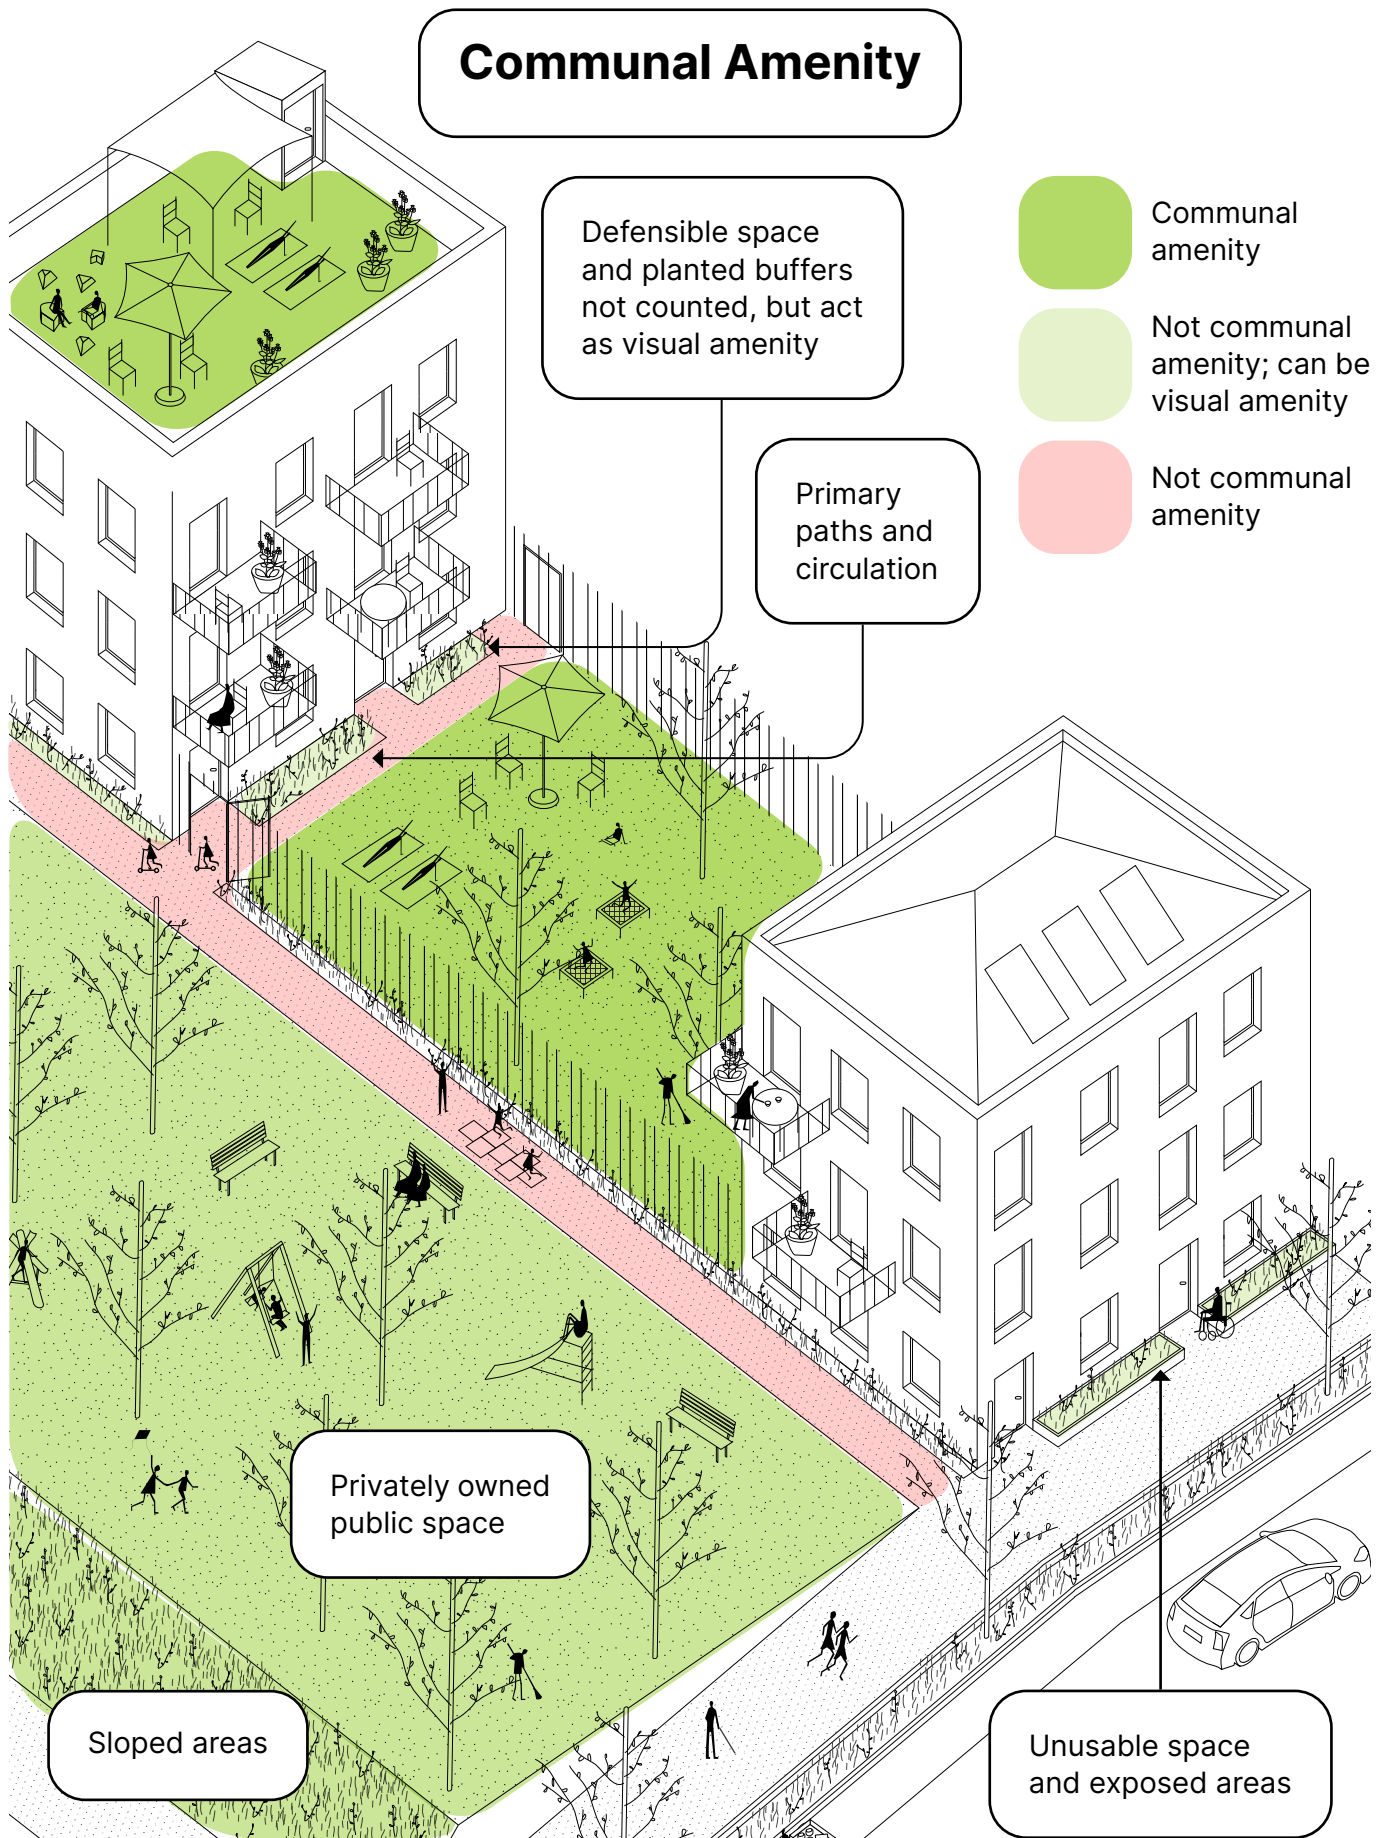 Communal Amenity
Defensible space
and planted buffers
not counted, but act
as visual amenity
Communal
amenity
Not communal
amenity; can be
visual amenity
Not communal
amenity
Primary
paths and
circulation
Privately owned
public space
Sloped areas
Unusable space
and exposed areas